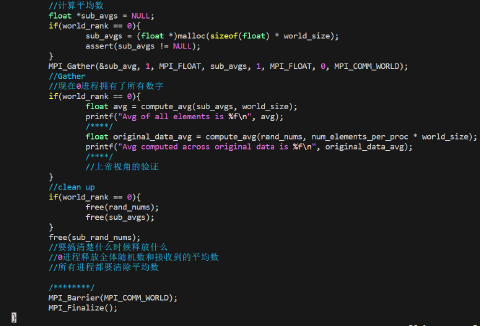 //计算平均数
float *sub_avgs = NULL;
if(world_rank == 0){
sub_avgs = (float *)malloc(sizeof(float) * world_size);
assert(sub_avgs != NULL);
}
MPI_Gather(&sub_avg, 1, MPI_FLOAT, sub_avgs, 1, MPI_FLOAT, 0, MPI_COMM_WORLD);
//Gather
//现在0进程拥有了所有数字
if(world_rank == 0){
float avg = compute_avg(sub_avgs, world_size);
printf("Avg of all elements is %f\n", avg);
/****/
float original_data_avg = compute_avg(rand_nums, num_elements_per_proc * world_size);
printf("Avg computed across original data is %f\n", original_data_avg);
/****/
//上帝视角的验证
}
//clean up
if(world_rank == 0){
free(rand_nums);
free(sub_avgs);
}
free(sub_rand_nums);
//要搞清楚什么时候释放什么
//0进程释放全体随机数和接收到的平均数
//所有进程都要清除平均数
/********/
MPI_Barrier(MPI_COMM_WORLD);
MPI_Finalize();
}